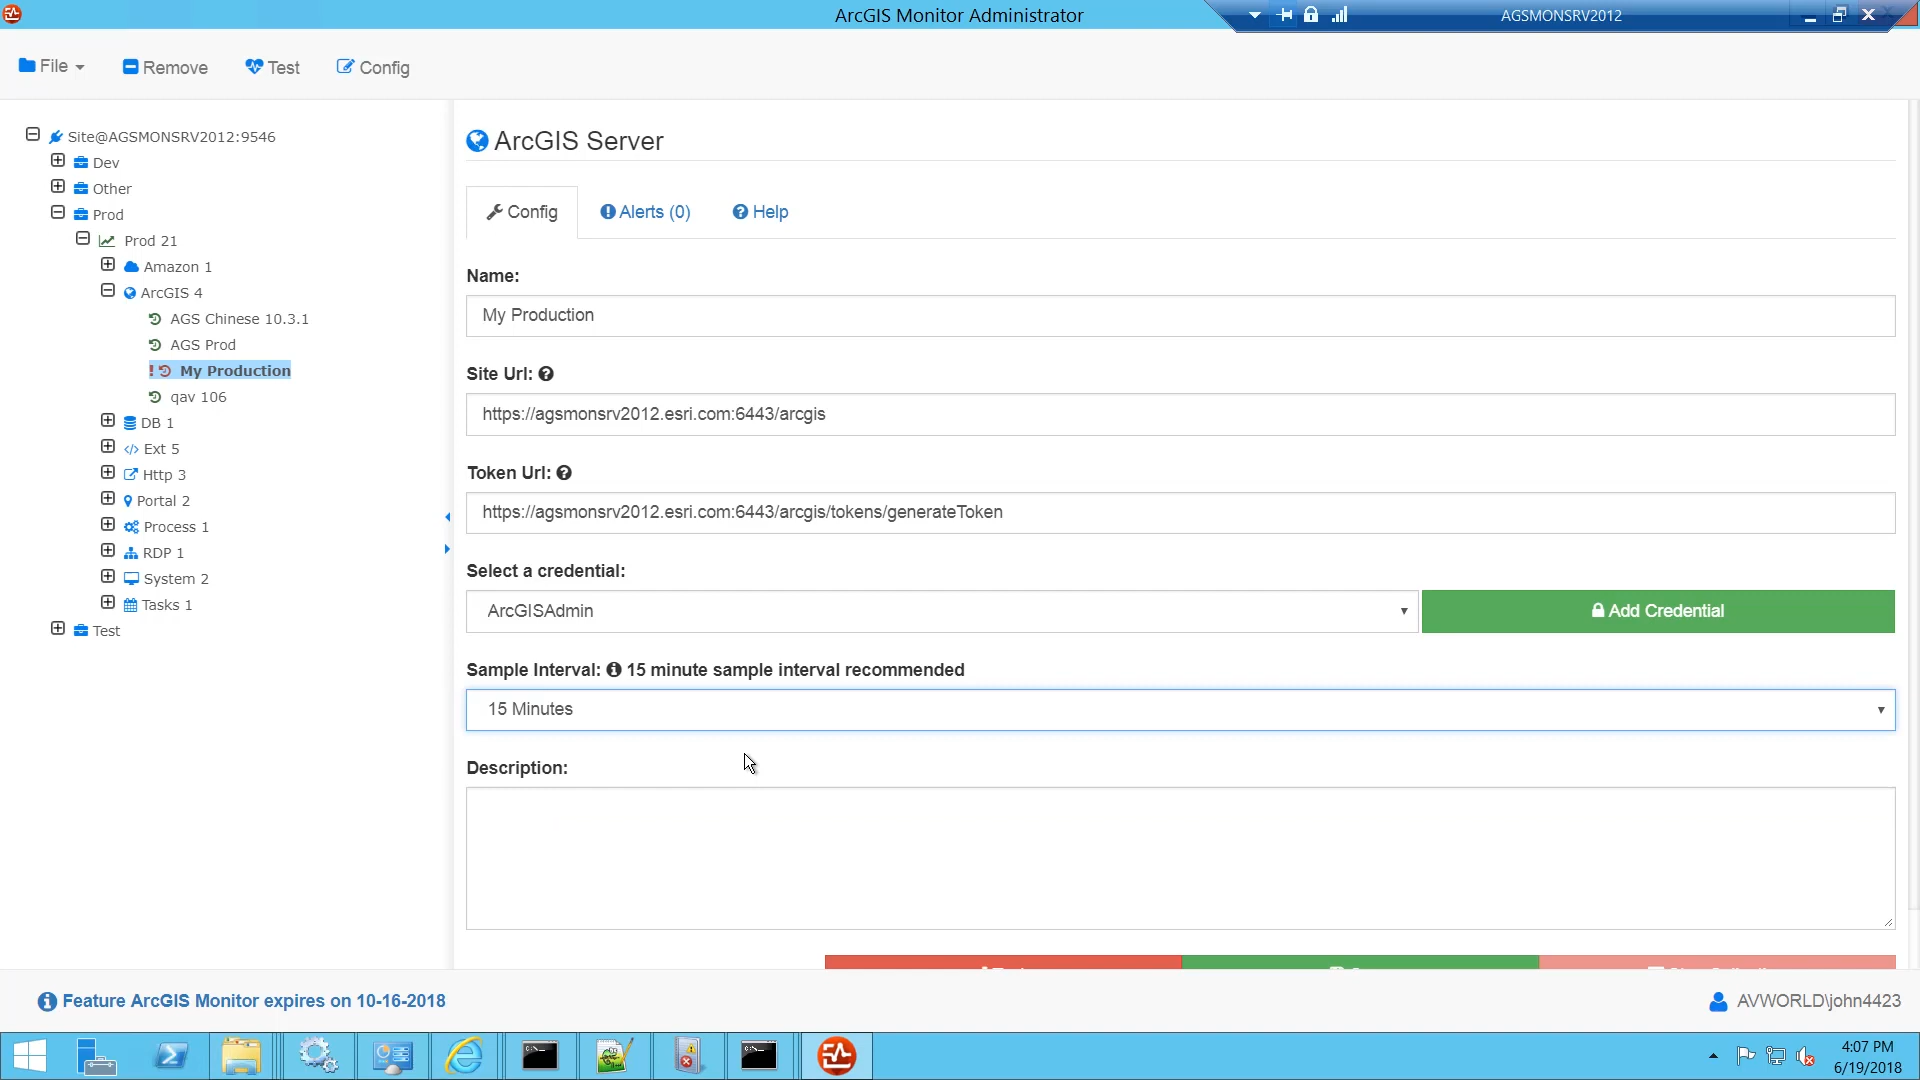 ArcGIS Monitor Administrator
AGSMONSRV2012
File
Remove
Test
Config
Site@AGSMONSRV2012:9546
Dev
Other
Prod
Prod 21
Amazon 1
ArcGIS 4
AGS Chinese 10.3.1
AGS Prod
! My Production
qav 106
DB 1
Ext 5
Http 3
Portal 2
Process 1
RDP 1
System 2
Tasks 1
Test
ArcGIS Server
Config
Alerts (0)
Help
Name:
My Production
Site Url:
https://agsmonsrv2012.esri.com:6443/arcgis
Token Url:
https://agsmonsrv2012.esri.com:6443/arcgis/tokens/generateToken
Select a credential:
ArcGISAdmin
Add Credential
Sample Interval: 15 minute sample interval recommended
15 Minutes
Description:
Feature ArcGIS Monitor expires on 10-16-2018
AVWORLD\john4423
4:07 PM
6/19/2018